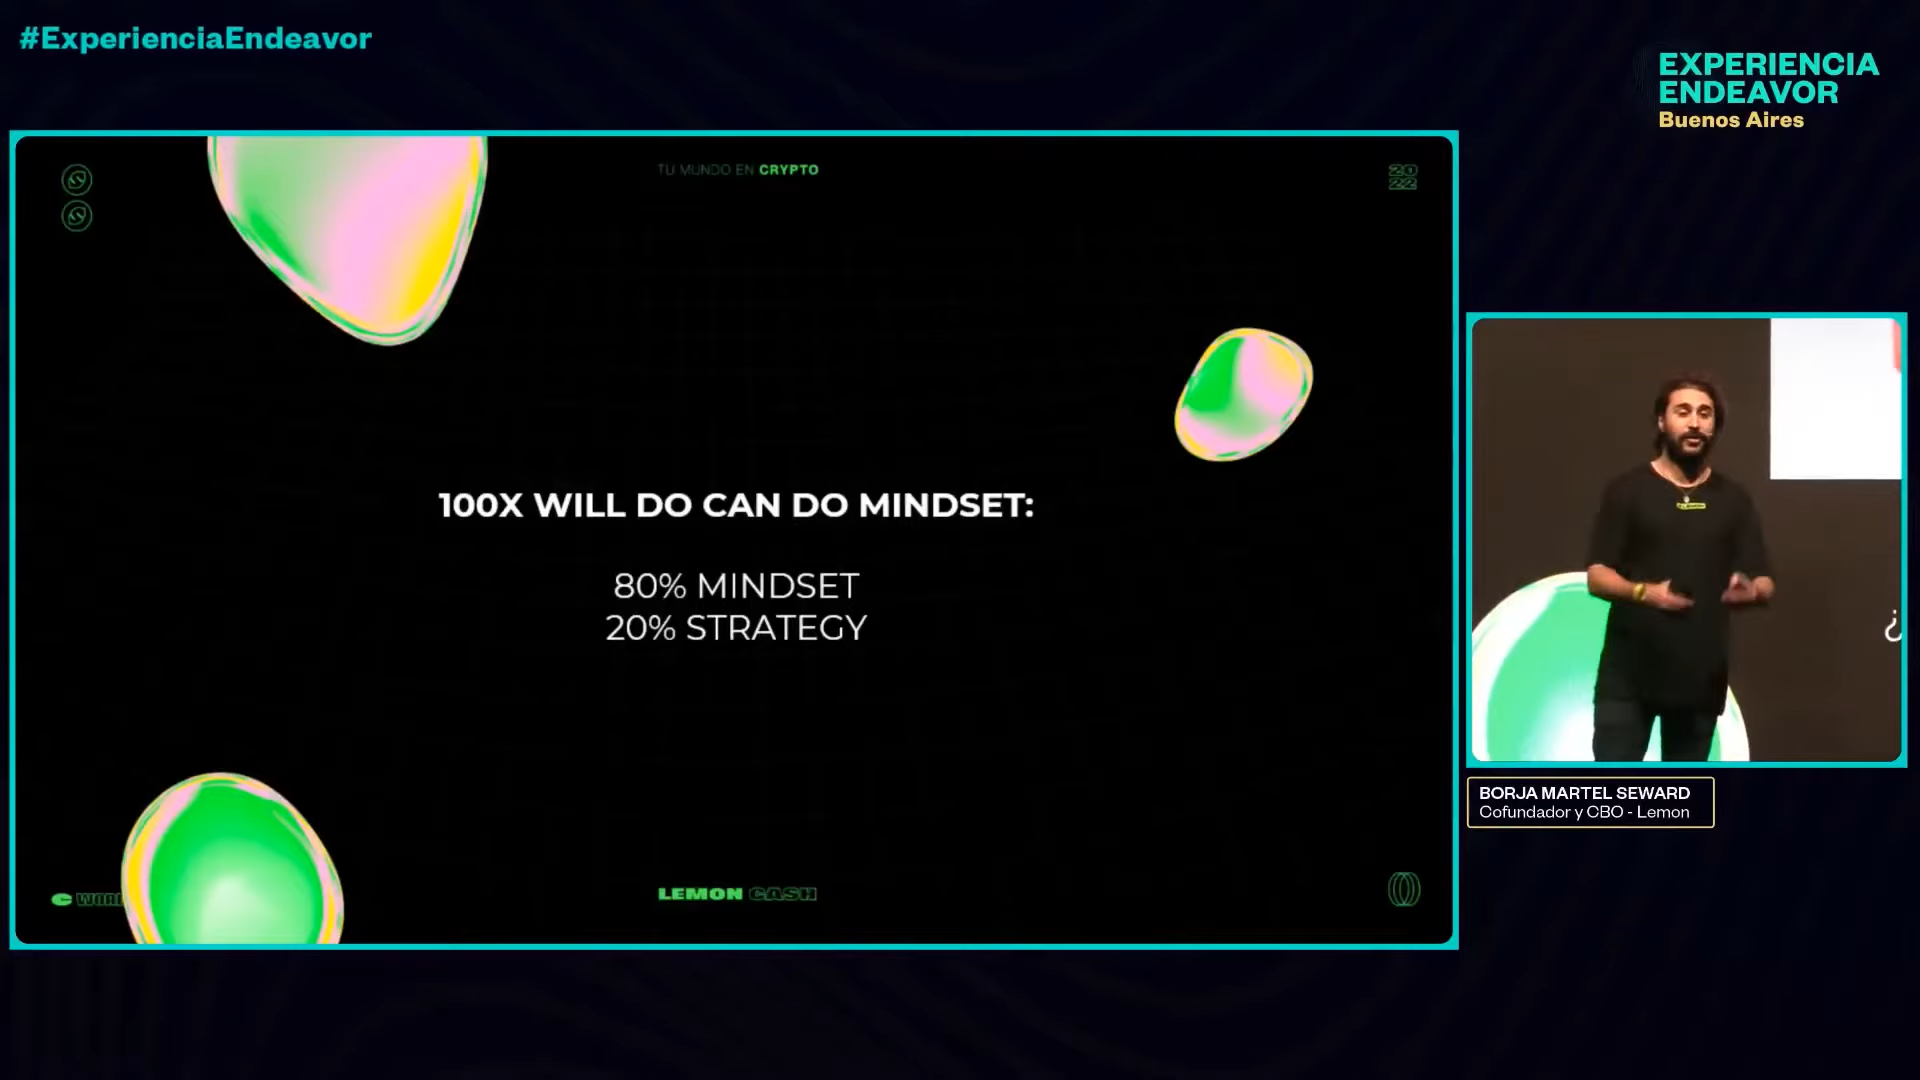 #ExperienciaEndeavor
EXPERIENCIA
ENDEAVOR
Buenos Aires
TU MUNDO EN CRYPTO
20
22
100X WILL DO CAN DO MINDSET:
80% MINDSET
20% STRATEGY
LEMON CASH
¿
BORJA MARTEL SEWARD
Cofundador y CBO - Lemon